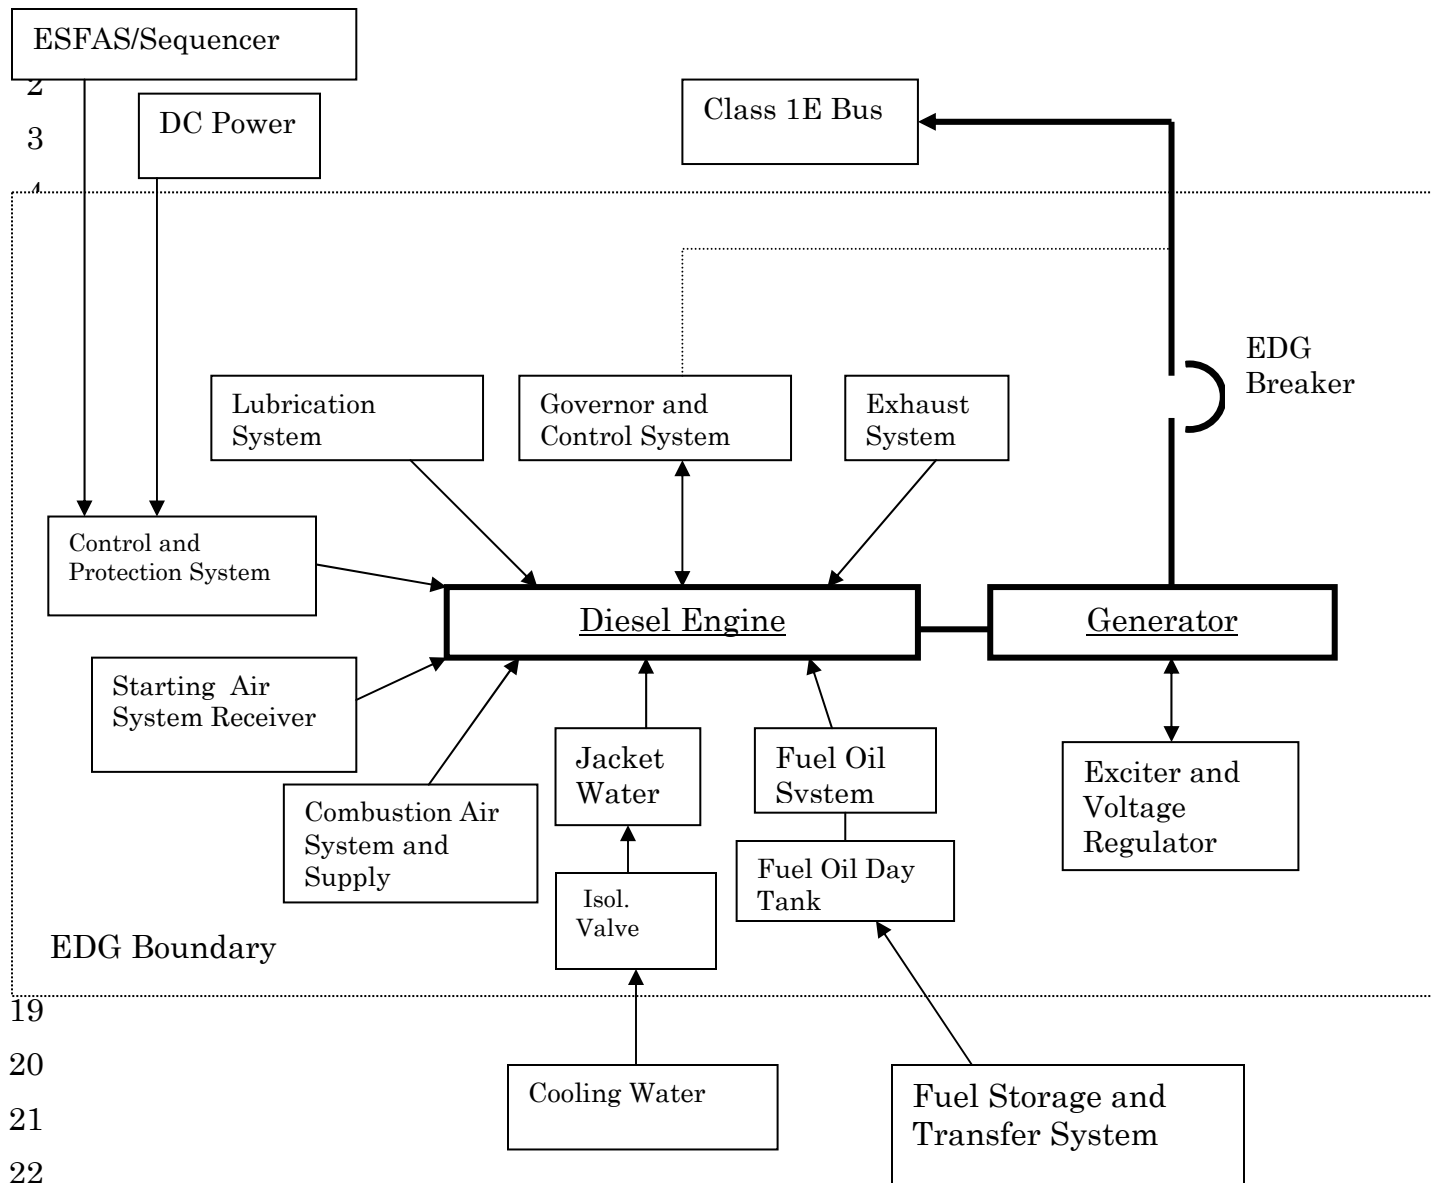 ESFAS/Sequencer
2
DC Power
Class 1E Bus
3
4
EDG
Breaker
Lubrication
System
Governor and
Control System
Exhaust
System
Control and
Protection System
Diesel Engine
Generator
Starting Air
System Receiver
Jacket
Water
Fuel Oil
System
Exciter and
Voltage
Regulator
Combustion Air
System and
Supply
Fuel Oil Day
Tank
Isol.
Valve
EDG Boundary
19
20
Cooling Water
Fuel Storage and
Transfer System
21
22